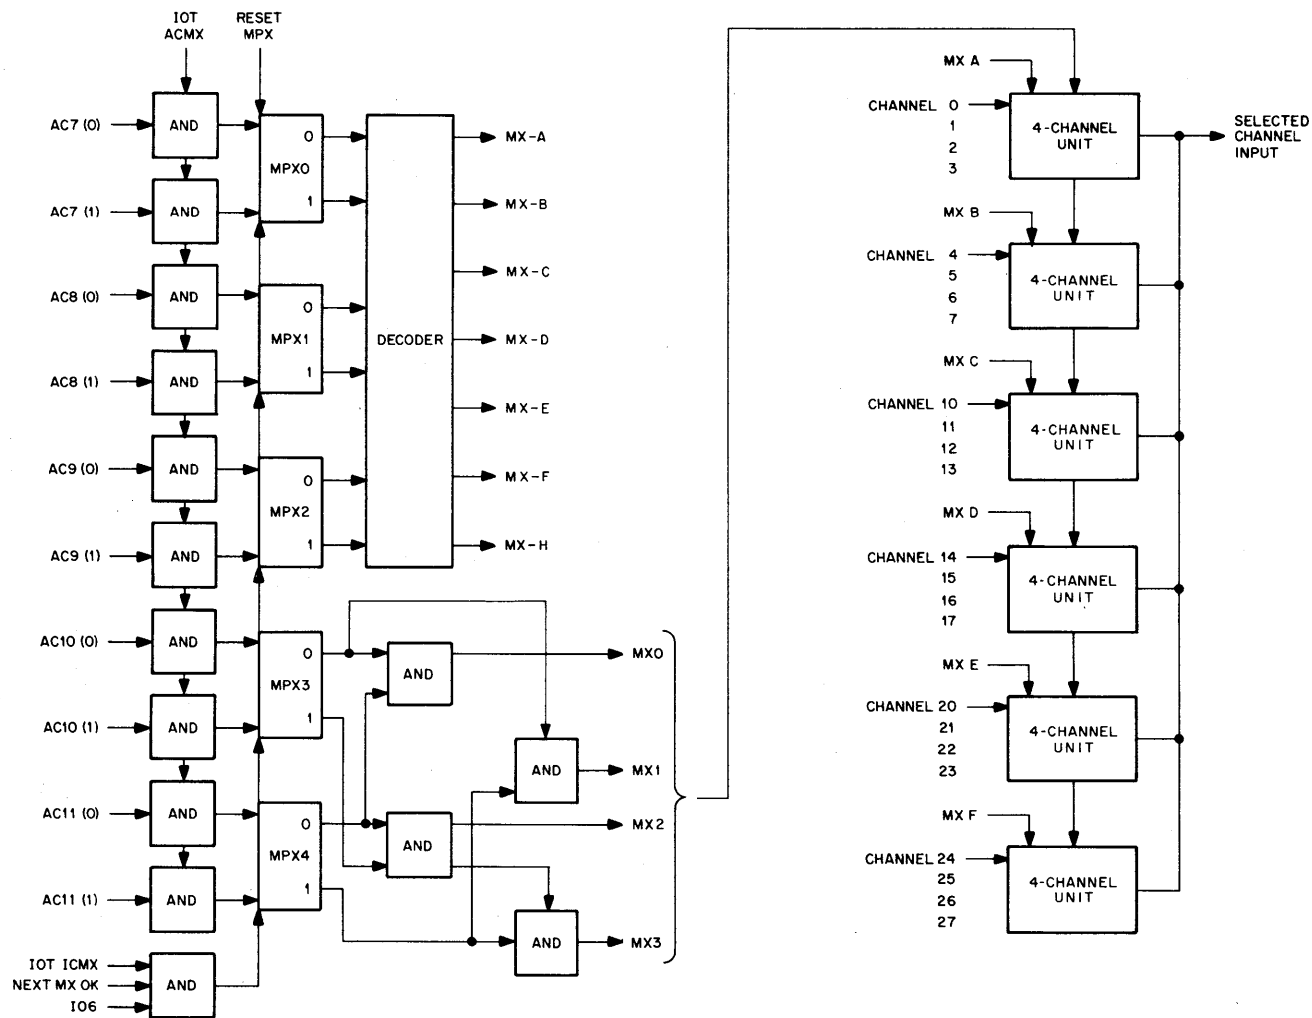 IOT
ACMX
RESET
MPX
AC7 (0)
AND
AC7 (1)
AND
AC8 (0)
AND
AC8 (1)
AND
AC9 (0)
AND
AC9 (1)
AND
AC10 (0)
AND
AC10 (1)
AND
AC11 (0)
AND
AC11 (1)
AND
IOT ICMX
NEXT MX OK
IO6
AND
0
MPX0
1
0
MPX1
1
0
MPX2
1
0
MPX3
1
0
MPX4
1
DECODER
MX-A
MX-B
MX-C
MX-D
MX-E
MX-F
MX-H
AND
AND
AND
AND
MX0
MX1
MX2
MX3
MX A
CHANNEL 0
1
2
3
4-CHANNEL
UNIT
SELECTED
CHANNEL
INPUT
MX B
CHANNEL 4
5
6
7
4-CHANNEL
UNIT
MX C
CHANNEL 10
11
12
13
4-CHANNEL
UNIT
MX D
CHANNEL 14
15
16
17
4-CHANNEL
UNIT
MX E
CHANNEL 20
21
22
23
4-CHANNEL
UNIT
MX F
CHANNEL 24
25
26
27
4-CHANNEL
UNIT